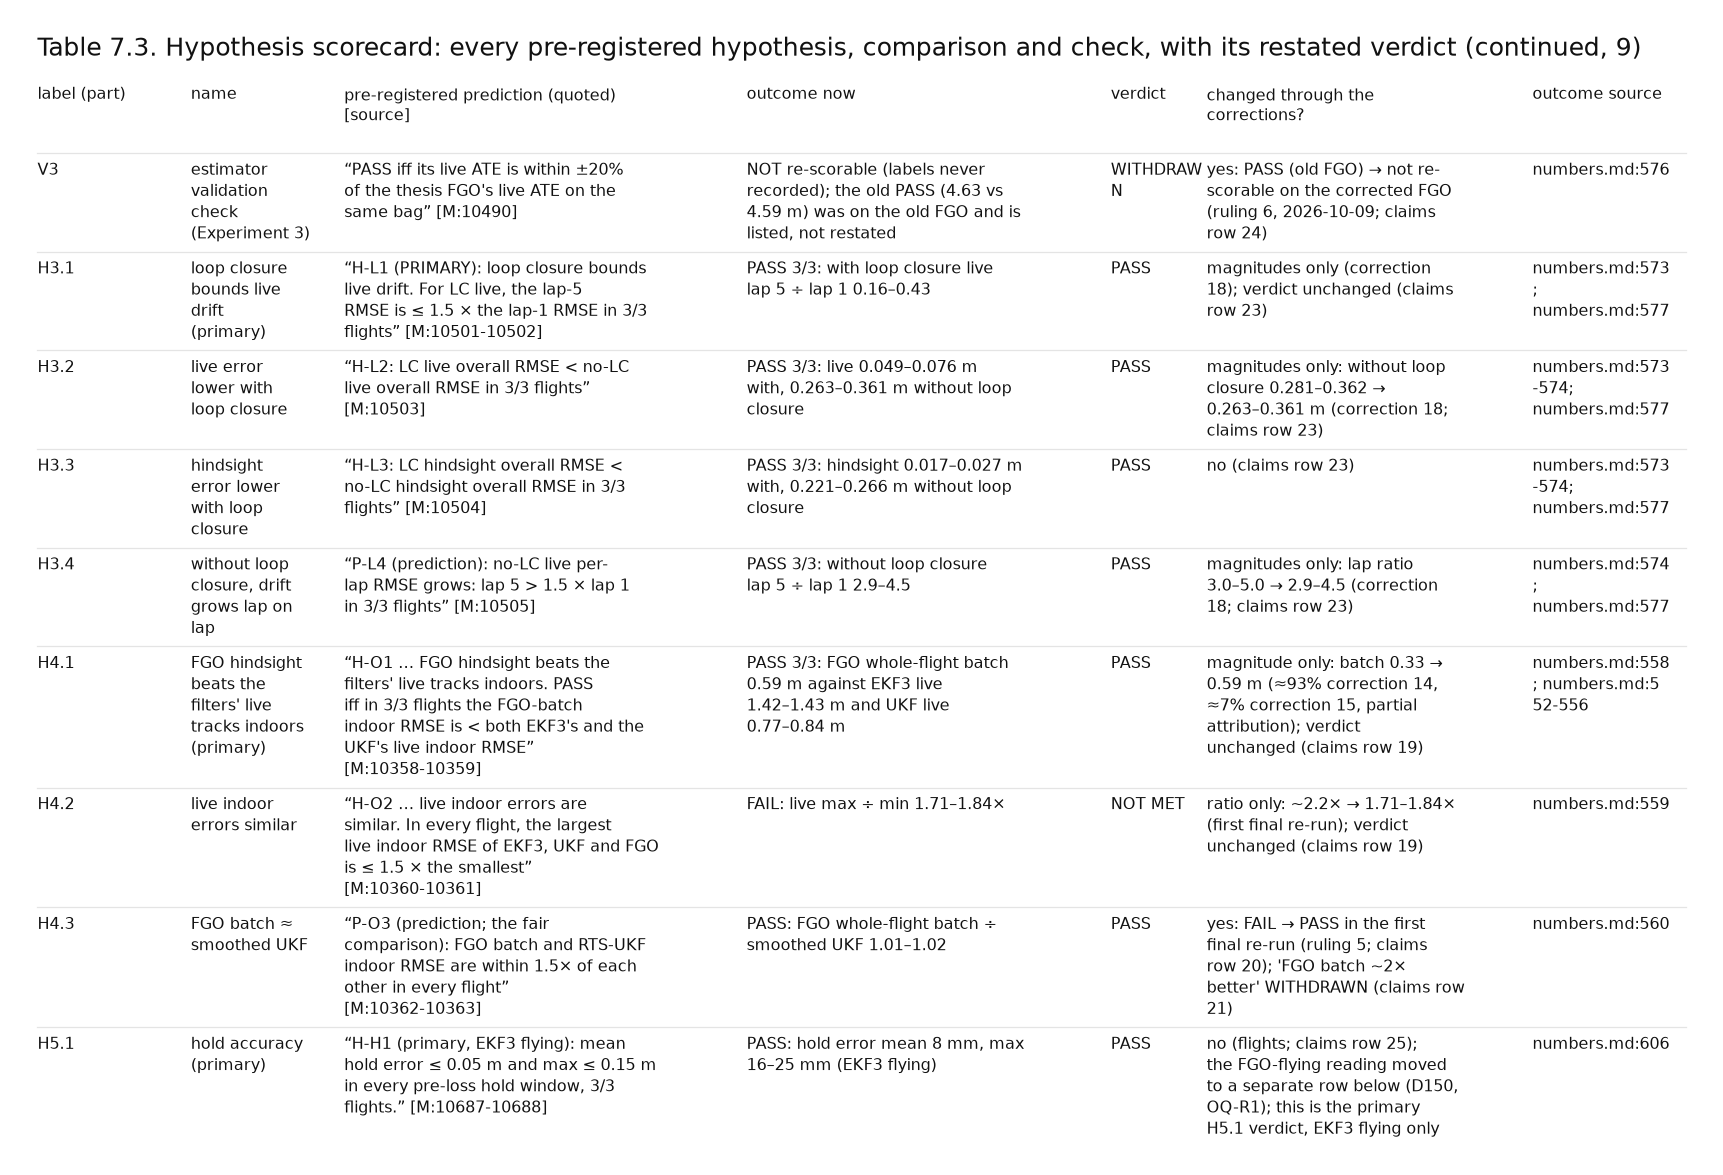 Table 7.3. Hypothesis scorecard: every pre-registered hypothesis, comparison and check, with its restated verdict (continued, 9)
label (part)
name
pre-registered prediction (quoted)
[source]
outcome now
verdict
changed through the
corrections?
outcome source
V3
estimator
validation
check
(Experiment 3)
“PASS iff its live ATE is within ±20%
of the thesis FGO's live ATE on the
same bag” [M:10490]
NOT re-scorable (labels never
recorded); the old PASS (4.63 vs
4.59 m) was on the old FGO and is
listed, not restated
WITHDRAW
N
yes: PASS (old FGO) → not re-
scorable on the corrected FGO
(ruling 6, 2026-10-09; claims
row 24)
numbers.md:576
H3.1
loop closure
bounds live
drift
(primary)
“H-L1 (PRIMARY): loop closure bounds
live drift. For LC live, the lap-5
RMSE is ≤ 1.5 × the lap-1 RMSE in 3/3
flights” [M:10501-10502]
PASS 3/3: with loop closure live
lap 5 ÷ lap 1 0.16–0.43
PASS
magnitudes only (correction
18); verdict unchanged (claims
row 23)
numbers.md:573
;
numbers.md:577
H3.2
live error
lower with
loop closure
“H-L2: LC live overall RMSE < no-LC
live overall RMSE in 3/3 flights”
[M:10503]
PASS 3/3: live 0.049–0.076 m
with, 0.263–0.361 m without loop
closure
PASS
magnitudes only: without loop
closure 0.281–0.362 →
0.263–0.361 m (correction 18;
claims row 23)
numbers.md:573
-574;
numbers.md:577
H3.3
hindsight
error lower
with loop
closure
“H-L3: LC hindsight overall RMSE <
no-LC hindsight overall RMSE in 3/3
flights” [M:10504]
PASS 3/3: hindsight 0.017–0.027 m
with, 0.221–0.266 m without loop
closure
PASS
no (claims row 23)
numbers.md:573
-574;
numbers.md:577
H3.4
without loop
closure, drift
grows lap on
lap
“P-L4 (prediction): no-LC live per-
lap RMSE grows: lap 5 > 1.5 × lap 1
in 3/3 flights” [M:10505]
PASS 3/3: without loop closure
lap 5 ÷ lap 1 2.9–4.5
PASS
magnitudes only: lap ratio
3.0–5.0 → 2.9–4.5 (correction
18; claims row 23)
numbers.md:574
;
numbers.md:577
H4.1
FGO hindsight
beats the
filters' live
tracks indoors
(primary)
“H-O1 … FGO hindsight beats the
filters' live tracks indoors. PASS
iff in 3/3 flights the FGO-batch
indoor RMSE is < both EKF3's and the
UKF's live indoor RMSE”
[M:10358-10359]
PASS 3/3: FGO whole-flight batch
0.59 m against EKF3 live
1.42–1.43 m and UKF live
0.77–0.84 m
PASS
magnitude only: batch 0.33 →
0.59 m (≈93% correction 14,
≈7% correction 15, partial
attribution); verdict
unchanged (claims row 19)
numbers.md:558
; numbers.md:5
52-556
H4.2
live indoor
errors similar
“H-O2 … live indoor errors are
similar. In every flight, the largest
live indoor RMSE of EKF3, UKF and FGO
is ≤ 1.5 × the smallest”
[M:10360-10361]
FAIL: live max ÷ min 1.71–1.84×
NOT MET
ratio only: ~2.2× → 1.71–1.84×
(first final re-run); verdict
unchanged (claims row 19)
numbers.md:559
H4.3
FGO batch ≈
smoothed UKF
“P-O3 (prediction; the fair
comparison): FGO batch and RTS-UKF
indoor RMSE are within 1.5× of each
other in every flight”
[M:10362-10363]
PASS: FGO whole-flight batch ÷
smoothed UKF 1.01–1.02
PASS
yes: FAIL → PASS in the first
final re-run (ruling 5; claims
row 20); 'FGO batch ~2×
better' WITHDRAWN (claims row
21)
numbers.md:560
H5.1
hold accuracy
(primary)
“H-H1 (primary, EKF3 flying): mean
hold error ≤ 0.05 m and max ≤ 0.15 m
in every pre-loss hold window, 3/3
flights.” [M:10687-10688]
PASS: hold error mean 8 mm, max
16–25 mm (EKF3 flying)
PASS
no (flights; claims row 25);
the FGO-flying reading moved
to a separate row below (D150,
OQ-R1); this is the primary
H5.1 verdict, EKF3 flying only
numbers.md:606